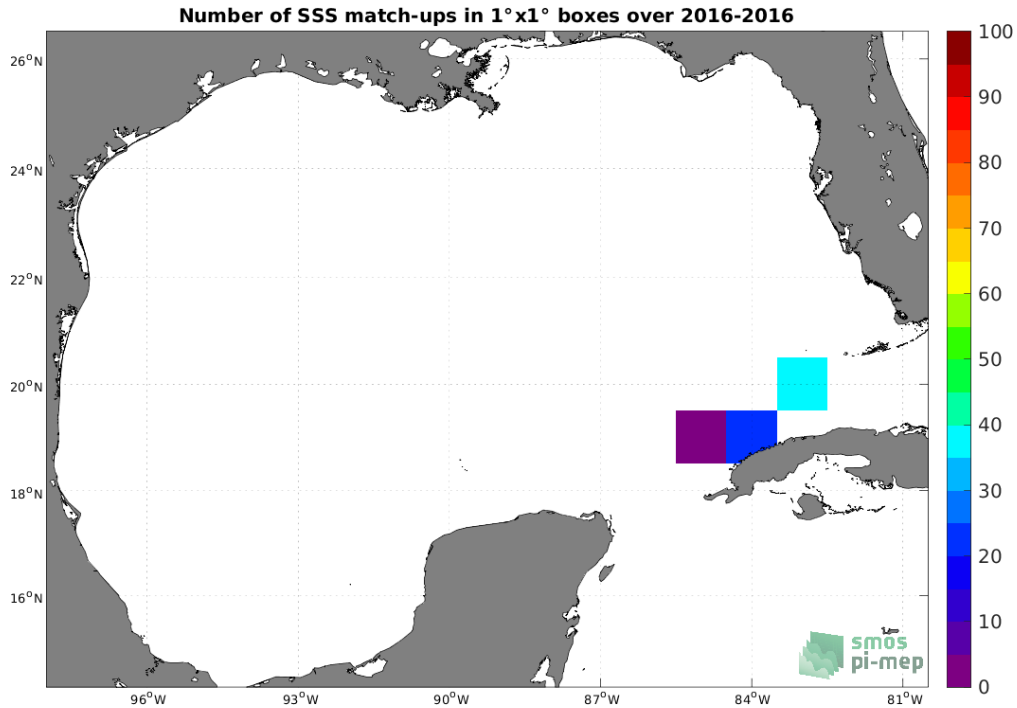 Number of SSS match-ups in 1°x1° boxes over 2016-2016
26°N
24°N
22°N
20°N
18°N
16°N
96°W
93°W
90°W
87°W
84°W
81°W
100
90
80
70
60
50
40
30
20
10
0
smos
pi-mep